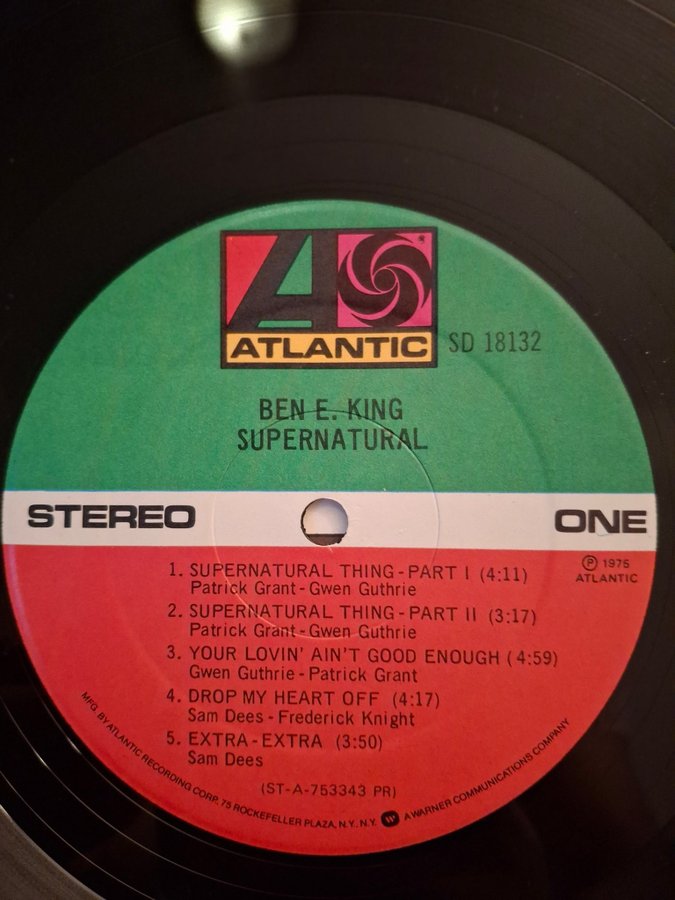 ATLANTIC
SD 18132
BEN E. KING
SUPERNATURAL
STEREO
ONE
1. SUPERNATURAL THING - PART I (4:11)
Patrick Grant - Gwen Guthrie
2. SUPERNATURAL THING - PART II (3:17)
Patrick Grant - Gwen Guthrie
3. YOUR LOVIN' AIN'T GOOD ENOUGH (4:59)
Gwen Guthrie - Patrick Grant
4. DROP MY HEART OFF (4:17)
Sam Dees - Frederick Knight
5. EXTRA - EXTRA (3:50)
Sam Dees
℗ 1975
ATLANTIC
(ST-A-753343 PR)
MFG. BY ATLANTIC RECORDING CORP. 75 ROCKEFELLER PLAZA, N.Y., N.Y. W A WARNER COMMUNICATIONS COMPANY